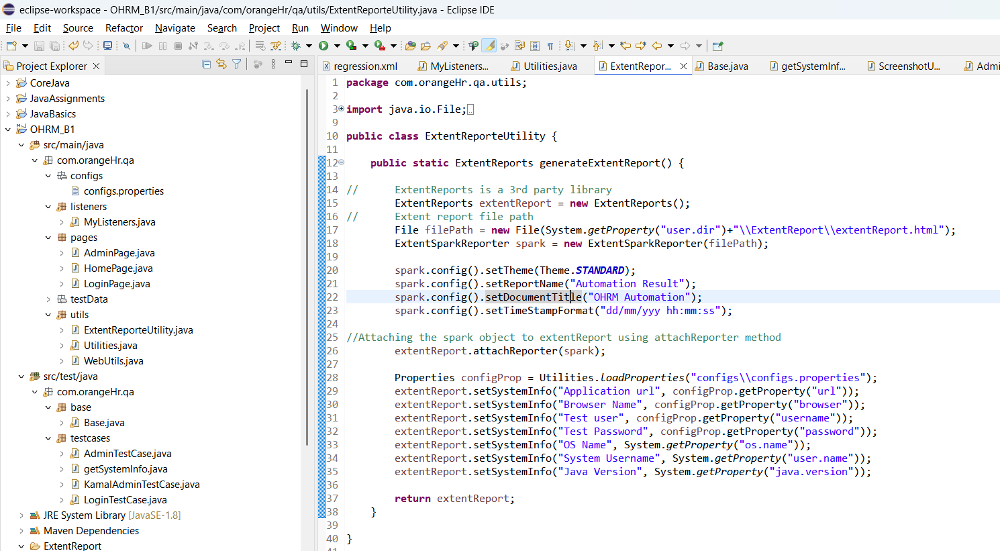 eclipse-workspace - OHRM_B1/src/main/java/com/orangeHr/qa/utils/ExtentReporteUtility.java - Eclipse IDE
File Edit Source Refactor Navigate Search Project Run Window Help
Project Explorer
CoreJava
JavaAssignments
JavaBasics
OHRM_B1
src/main/java
com.orangeHr.qa
configs
configs.properties
listeners
MyListeners.java
pages
AdminPage.java
HomePage.java
LoginPage.java
testData
utils
ExtentReporteUtility.java
Utilities.java
WebUtils.java
src/test/java
com.orangeHr.qa
base
Base.java
testcases
AdminTestCase.java
getSystemInfo.java
KamalAdminTestCase.java
LoginTestCase.java
JRE System Library [JavaSE-1.8]
Maven Dependencies
ExtentReport
regression.xml MyListeners... Utilities.java ExtentRepor... Base.java getSystemInf... ScreenshotU... Admi
1 package com.orangeHr.qa.utils;
2
3 import java.io.File;
9
10 public class ExtentReporteUtility {
11
12 public static ExtentReports generateExtentReport() {
13
14 // ExtentReports is a 3rd party library
15 ExtentReports extentReport = new ExtentReports();
16 // Extent report file path
17 File filePath = new File(System.getProperty("user.dir")+"\\ExtentReport\\extentReport.html");
18 ExtentSparkReporter spark = new ExtentSparkReporter(filePath);
19
20 spark.config().setTheme(Theme.STANDARD);
21 spark.config().setReportName("Automation Result");
22 spark.config().setDocumentTitle("OHRM Automation");
23 spark.config().setTimeStampFormat("dd/mm/yyy hh:mm:ss");
24
25 //Attaching the spark object to extentReport using attachReporter method
26 extentReport.attachReporter(spark);
27
28 Properties configProp = Utilities.loadProperties("configs\\configs.properties");
29 extentReport.setSystemInfo("Application url", configProp.getProperty("url"));
30 extentReport.setSystemInfo("Browser Name", configProp.getProperty("browser"));
31 extentReport.setSystemInfo("Test user", configProp.getProperty("username"));
32 extentReport.setSystemInfo("Test Password", configProp.getProperty("password"));
33 extentReport.setSystemInfo("OS Name", System.getProperty("os.name"));
34 extentReport.setSystemInfo("System Username", System.getProperty("user.name"));
35 extentReport.setSystemInfo("Java Version", System.getProperty("java.version"));
36
37 return extentReport;
38 }
39
40 }
41